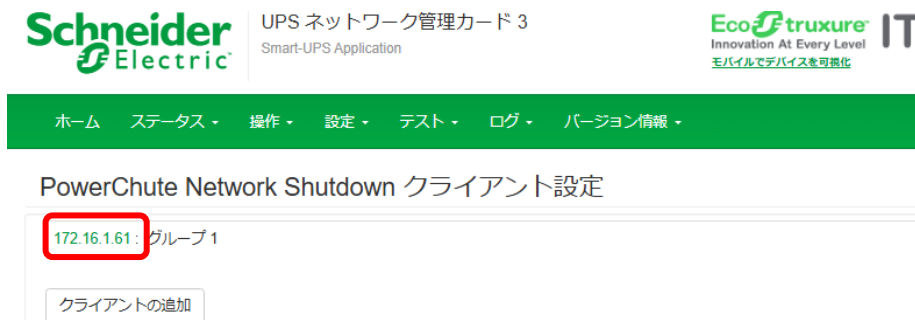 Schneider
Electric
UPS ネットワーク管理カード 3
Smart-UPS Application
EcoStruxure
Innovation At Every Level
モバイルでデバイスを可視化
IT
ホーム ステータス 操作 設定 テスト ログ バージョン情報
PowerChute Network Shutdown クライアント設定
172.16.1.61 : グループ 1
クライアントの追加